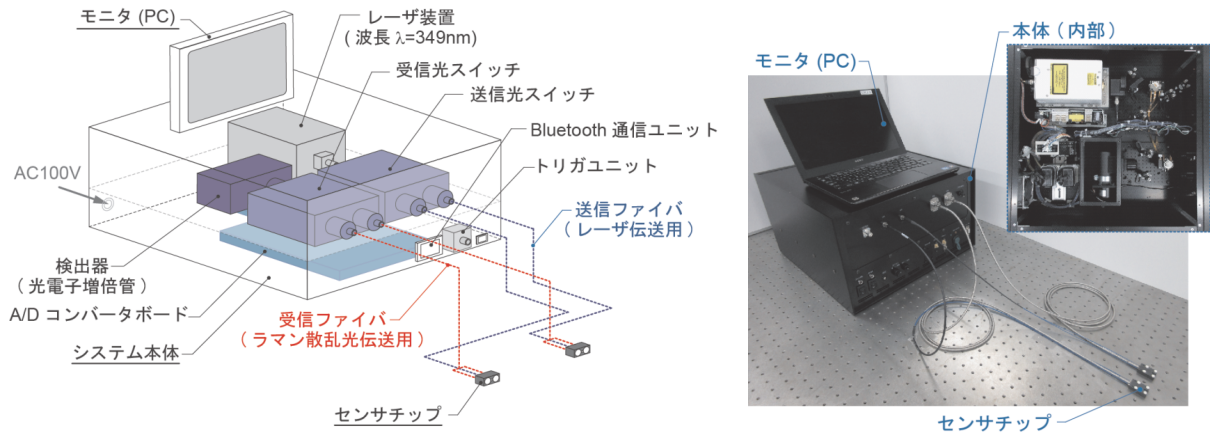 モニタ (PC)
レーザ装置
( 波長 λ=349nm)
受信光スイッチ
送信光スイッチ
Bluetooth 通信ユニット
トリガユニット
AC100V
送信ファイバ
( レーザ伝送用 )
検出器
( 光電子増倍管 )
A/D コンバータボード
システム本体
受信ファイバ
( ラマン散乱光伝送用 )
センサチップ
本体 ( 内部 )
モニタ (PC)
センサチップ